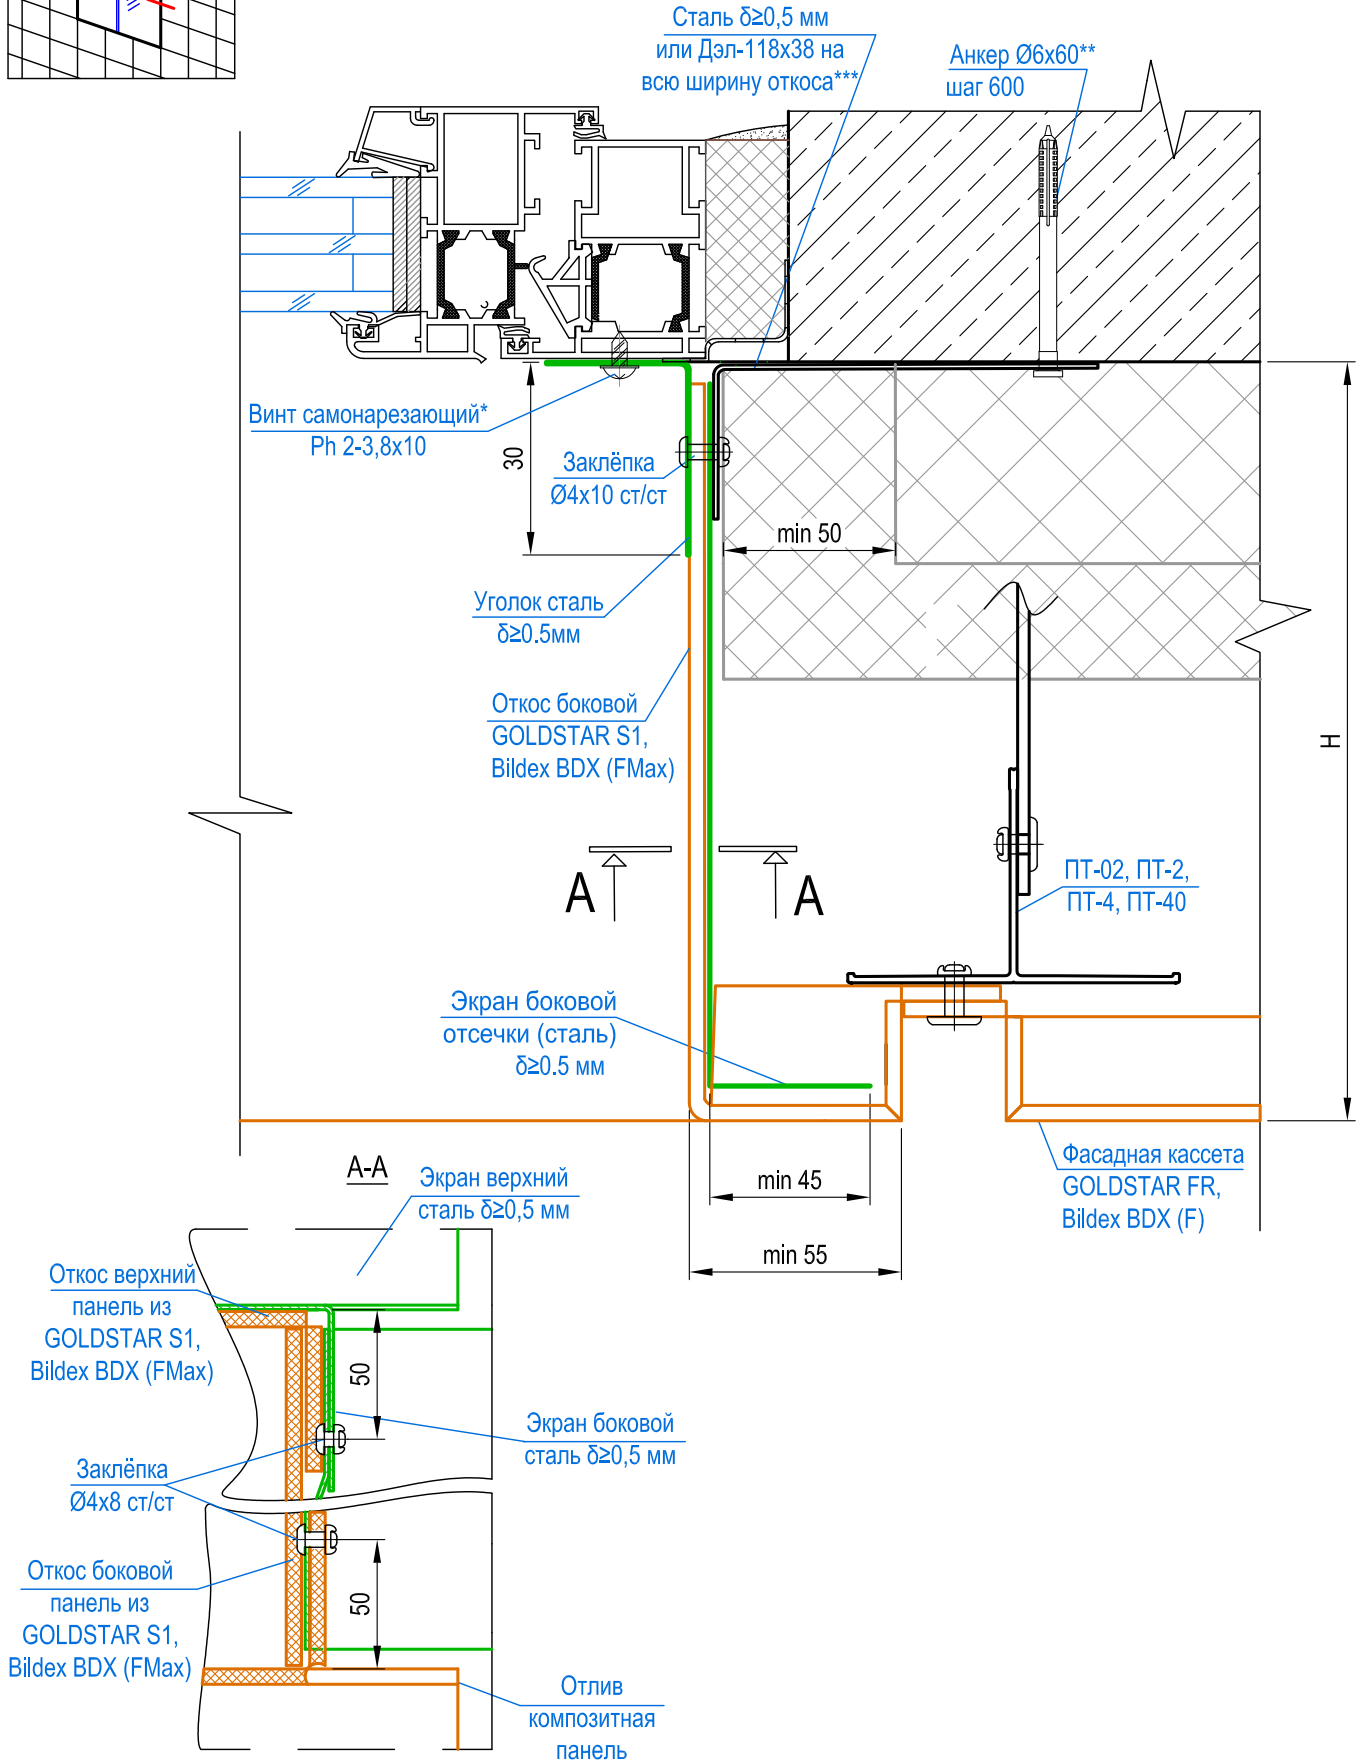 Сталь δ≥0,5 мм
или Дэл-118х38 на
всю ширину откоса***
Анкер Ø6х60**
шаг 600
Винт самонарезающий*
Ph 2-3,8х10
30
Заклёпка
Ø4х10 ст/ст
min 50
Уголок сталь
δ≥0.5мм
Откос боковой
GOLDSTAR S1,
Bildex BDX (FMax)
H
А
А
ПТ-02, ПТ-2,
ПТ-4, ПТ-40
Экран боковой
отсечки (сталь)
δ≥0.5 мм
Фасадная кассета
GOLDSTAR FR,
Bildex BDX (F)
min 45
min 55
А-А
Экран верхний
сталь δ≥0,5 мм
Откос верхний
панель из
GOLDSTAR S1,
Bildex BDX (FMax)
50
Экран боковой
сталь δ≥0,5 мм
Заклёпка
Ø4х8 ст/ст
Откос боковой
панель из
GOLDSTAR S1,
Bildex BDX (FMax)
50
Отлив
композитная
панель